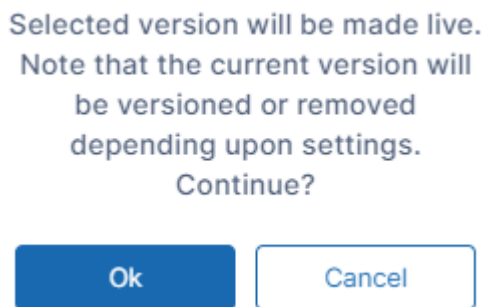 Selected version will be made live.
Note that the current version will
be versioned or removed
depending upon settings.
Continue?
Ok
Cancel